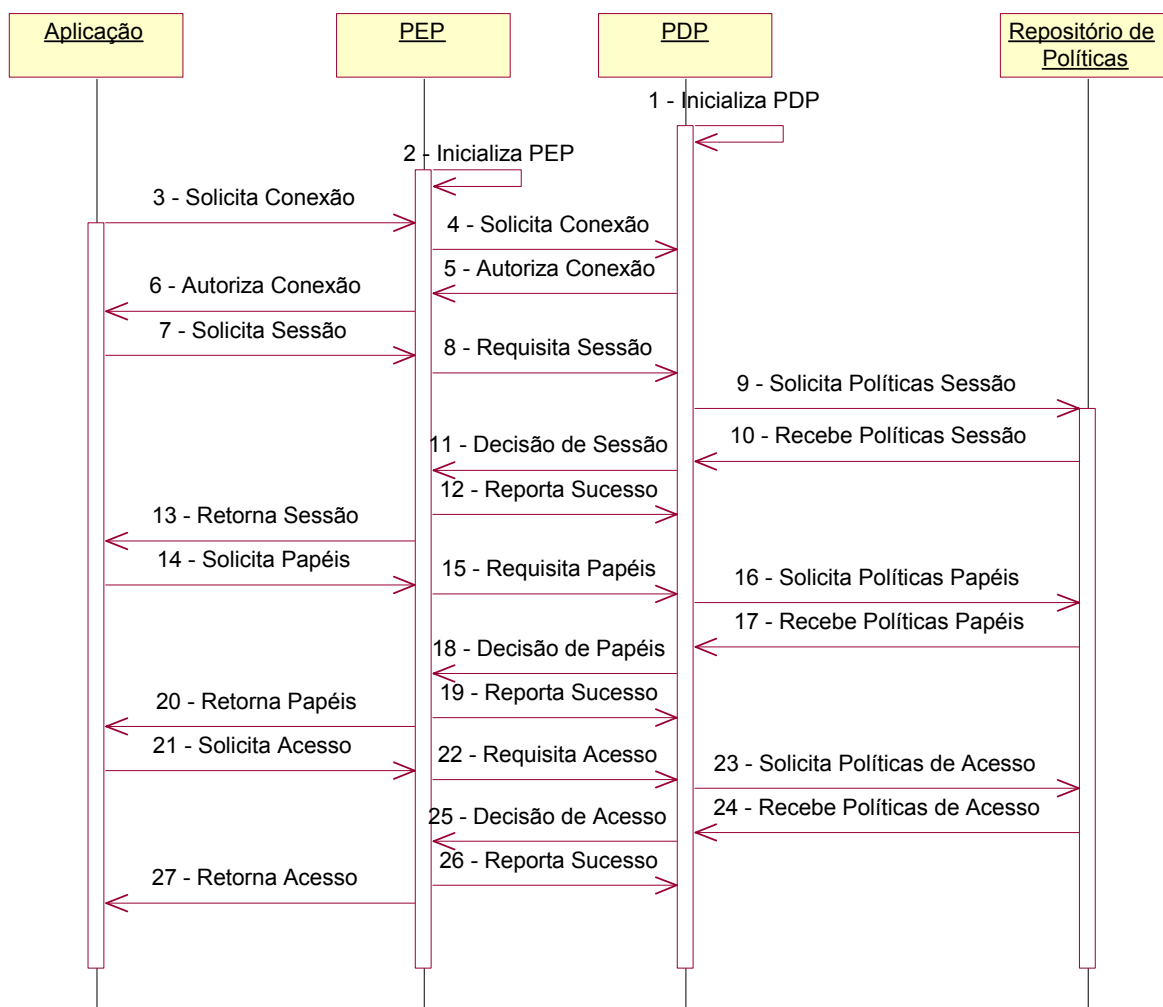 Aplicação
PEP
PDP
Repositório de
Políticas
1 - Inicializa PDP
2 - Inicializa PEP
3 - Solicita Conexão
4 - Solicita Conexão
5 - Autoriza Conexão
6 - Autoriza Conexão
7 - Solicita Sessão
8 - Requisita Sessão
9 - Solicita Políticas Sessão
10 - Recebe Políticas Sessão
11 - Decisão de Sessão
12 - Reporta Sucesso
13 - Retorna Sessão
14 - Solicita Papéis
15 - Requisita Papéis
16 - Solicita Políticas Papéis
17 - Recebe Políticas Papéis
18 - Decisão de Papéis
19 - Reporta Sucesso
20 - Retorna Papéis
21 - Solicita Acesso
22 - Requisita Acesso
23 - Solicita Políticas de Acesso
24 - Recebe Políticas de Acesso
25 - Decisão de Acesso
26 - Reporta Sucesso
27 - Retorna Acesso